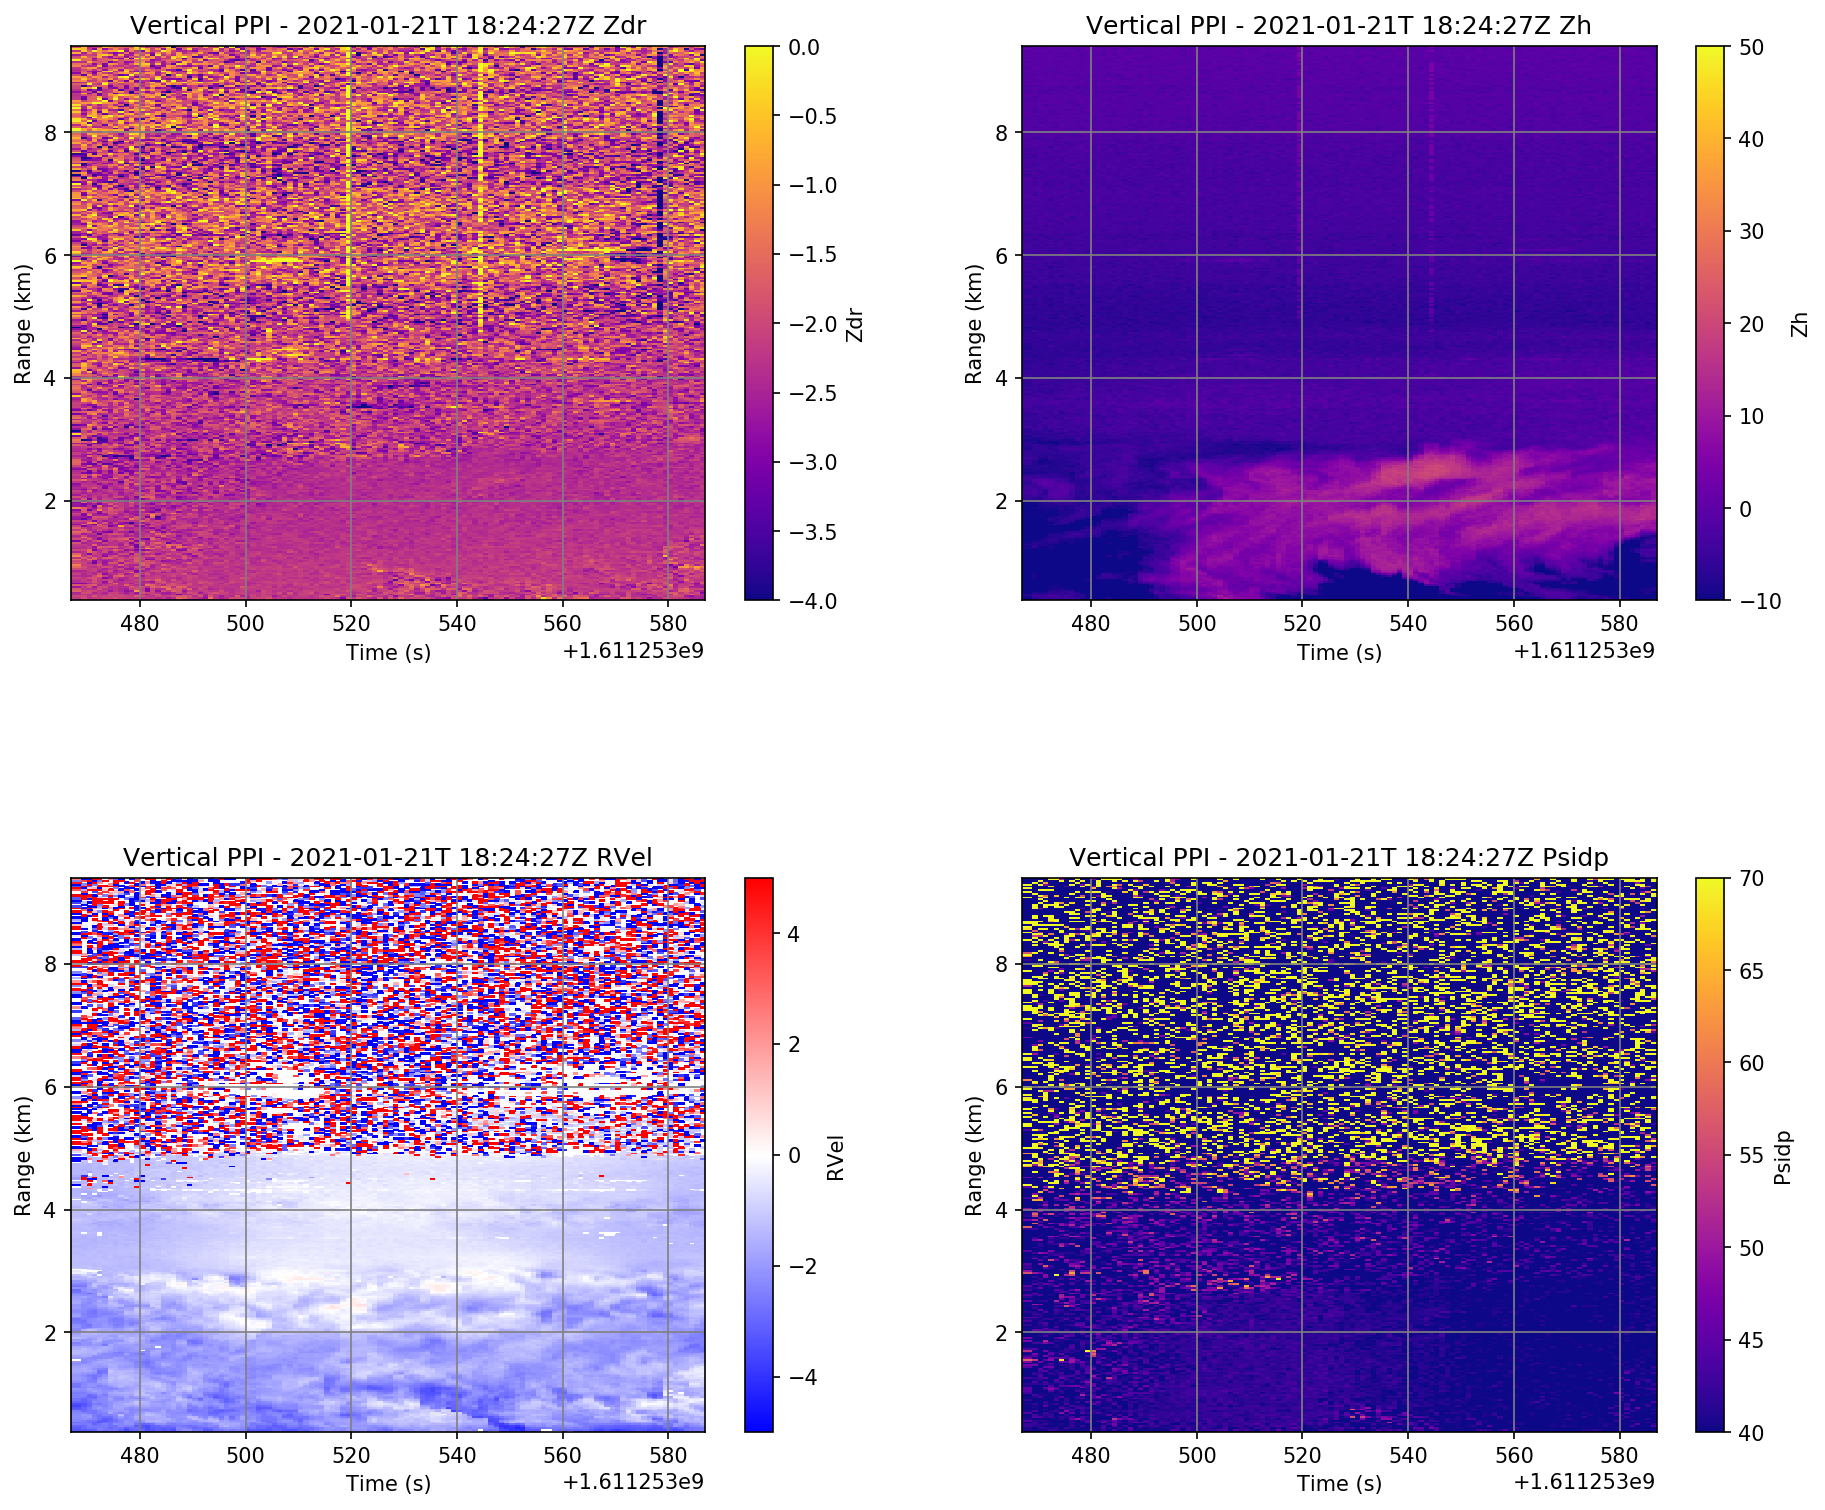 Vertical PPI - 2021-01-21T 18:24:27Z Zdr
8
6
4
2
Range (km)
480 500 520 540 560 580
Time (s)
+1.611253e9
0.0
−0.5
−1.0
−1.5
−2.0
−2.5
−3.0
−3.5
−4.0
Zdr
Vertical PPI - 2021-01-21T 18:24:27Z Zh
8
6
4
2
Range (km)
480 500 520 540 560 580
Time (s)
+1.611253e9
50
40
30
20
10
0
−10
Zh
Vertical PPI - 2021-01-21T 18:24:27Z RVel
8
6
4
2
Range (km)
480 500 520 540 560 580
Time (s)
+1.611253e9
4
2
0
−2
−4
RVel
Vertical PPI - 2021-01-21T 18:24:27Z Psidp
8
6
4
2
Range (km)
480 500 520 540 560 580
Time (s)
+1.611253e9
70
65
60
55
50
45
40
Psidp